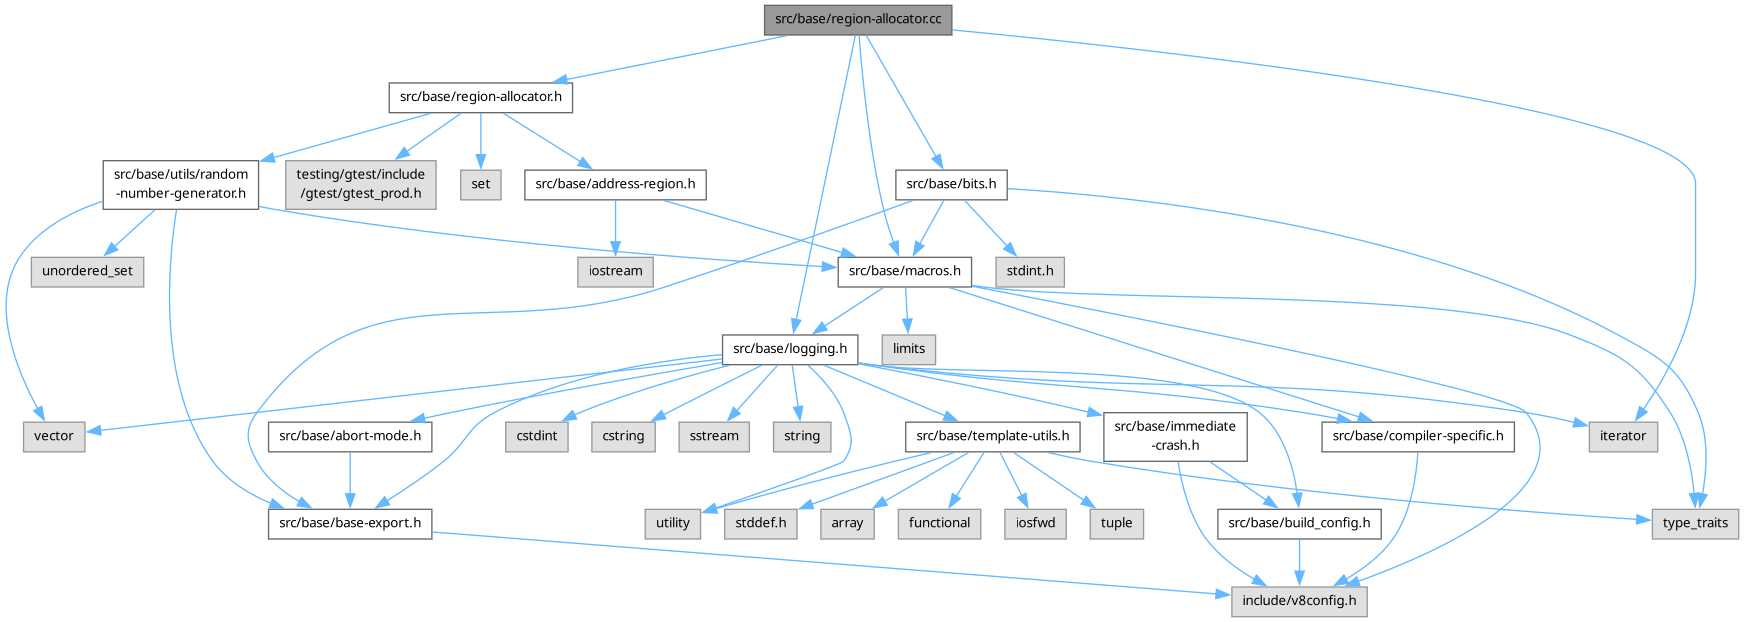 src/base/region-allocator.cc
src/base/region-allocator.h
src/base/utils/random
-number-generator.h
testing/gtest/include
/gtest/gtest_prod.h
set
src/base/address-region.h
src/base/bits.h
unordered_set
iostream
src/base/macros.h
stdint.h
src/base/logging.h
limits
vector
src/base/abort-mode.h
cstdint
cstring
sstream
string
src/base/template-utils.h
src/base/immediate
-crash.h
src/base/compiler-specific.h
iterator
src/base/base-export.h
utility
stddef.h
array
functional
iosfwd
tuple
src/base/build_config.h
type_traits
include/v8config.h